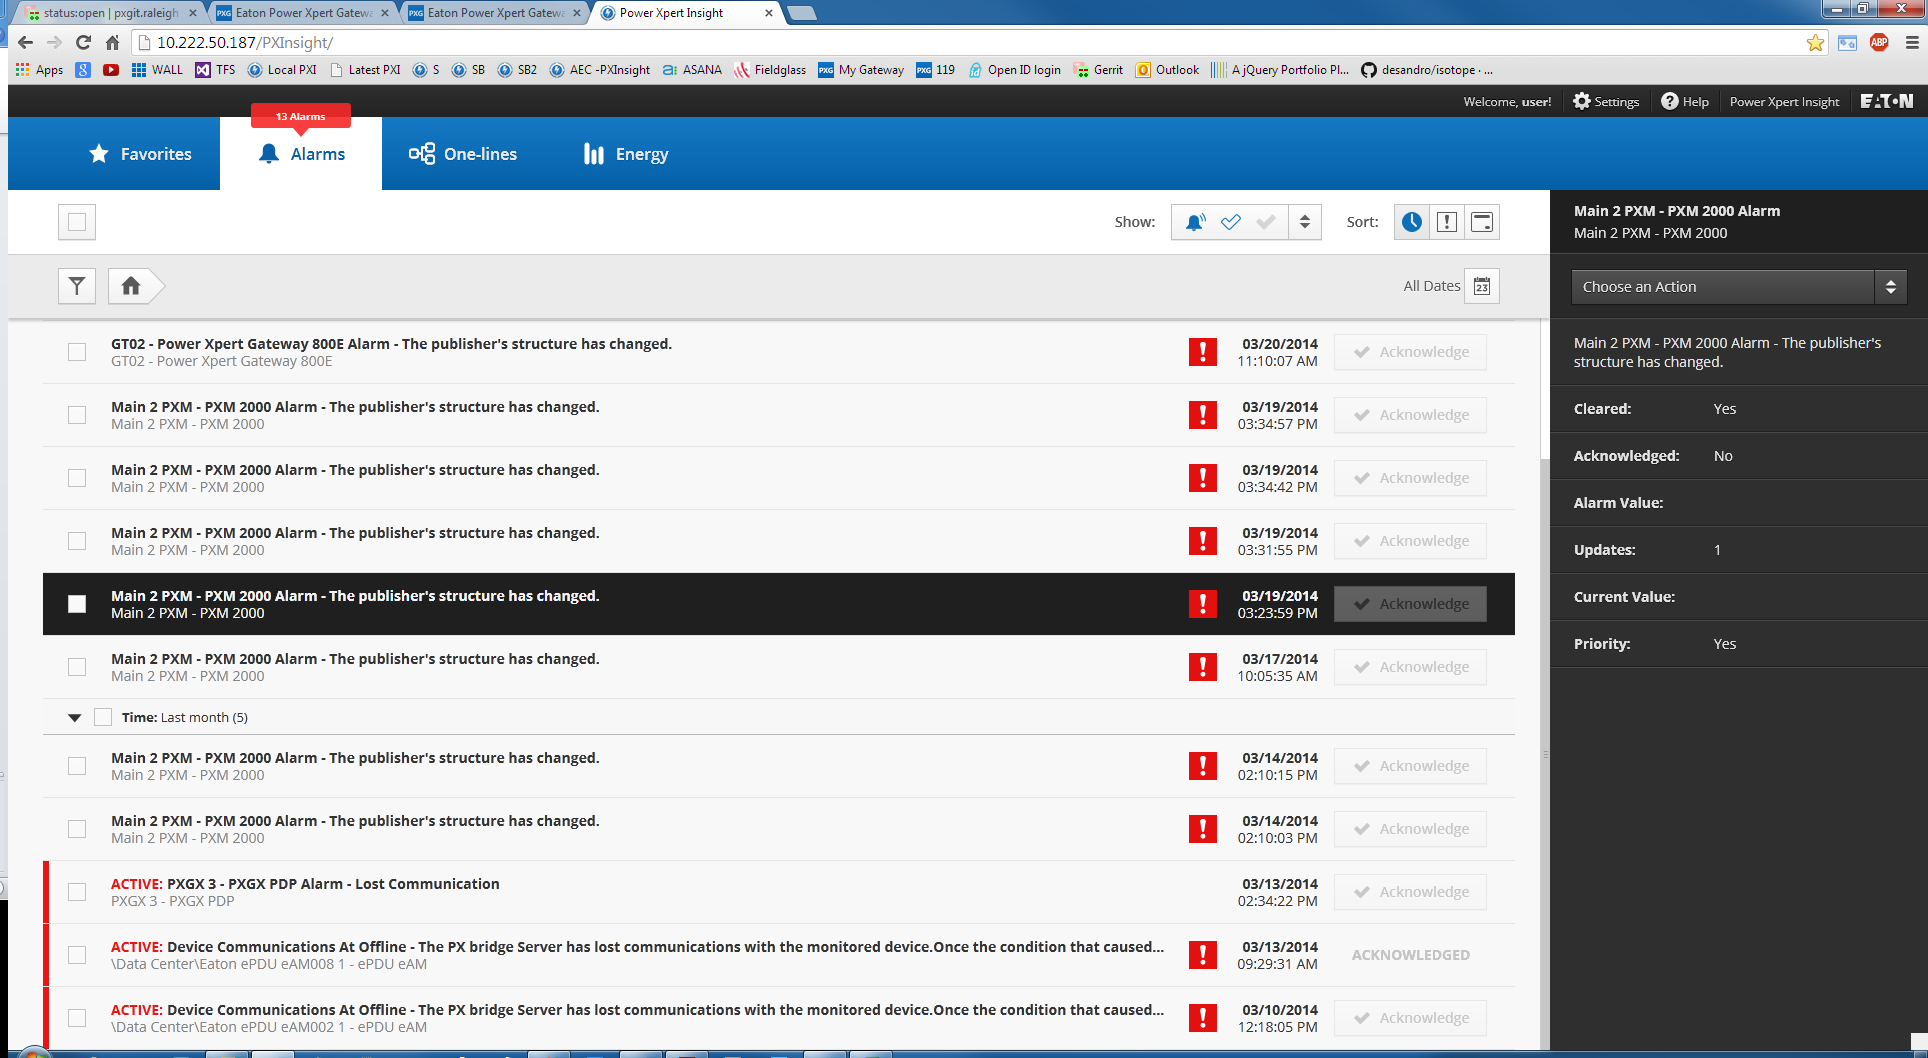 status:open | pxgit.raleigh
Eaton Power Xpert Gatew
Eaton Power Xpert Gatew
Power Xpert Insight
10.222.50.187/PXInsight/
Apps WALL TFS Local PXI Latest PXI S SB SB2 AEC -PXInsight ASANA Fieldglass My Gateway 119 Open ID login Gerrit Outlook A jQuery Portfolio Pl... desandro/isotope · ...
Welcome, user! Settings Help Power Xpert Insight EATON
13 Alarms
Favorites Alarms One-lines Energy
Show: Sort:
All Dates 23
GT02 - Power Xpert Gateway 800E Alarm - The publisher's structure has changed. 03/20/2014 Acknowledge
GT02 - Power Xpert Gateway 800E 11:10:07 AM
Main 2 PXM - PXM 2000 Alarm - The publisher's structure has changed. 03/19/2014 Acknowledge
Main 2 PXM - PXM 2000 03:34:57 PM
Main 2 PXM - PXM 2000 Alarm - The publisher's structure has changed. 03/19/2014 Acknowledge
Main 2 PXM - PXM 2000 03:34:42 PM
Main 2 PXM - PXM 2000 Alarm - The publisher's structure has changed. 03/19/2014 Acknowledge
Main 2 PXM - PXM 2000 03:31:55 PM
Main 2 PXM - PXM 2000 Alarm - The publisher's structure has changed. 03/19/2014 Acknowledge
Main 2 PXM - PXM 2000 03:23:59 PM
Main 2 PXM - PXM 2000 Alarm - The publisher's structure has changed. 03/17/2014 Acknowledge
Main 2 PXM - PXM 2000 10:05:35 AM
Time: Last month (5)
Main 2 PXM - PXM 2000 Alarm - The publisher's structure has changed. 03/14/2014 Acknowledge
Main 2 PXM - PXM 2000 02:10:15 PM
Main 2 PXM - PXM 2000 Alarm - The publisher's structure has changed. 03/14/2014 Acknowledge
Main 2 PXM - PXM 2000 02:10:03 PM
ACTIVE: PXGX 3 - PXGX PDP Alarm - Lost Communication 03/13/2014 Acknowledge
PXGX 3 - PXGX PDP 02:34:22 PM
ACTIVE: Device Communications At Offline - The PX bridge Server has lost communications with the monitored device.Once the condition that caused... 03/13/2014 ACKNOWLEDGED
\Data Center\Eaton ePDU eAM008 1 - ePDU eAM 09:29:31 AM
ACTIVE: Device Communications At Offline - The PX bridge Server has lost communications with the monitored device.Once the condition that caused... 03/10/2014 Acknowledge
\Data Center\Eaton ePDU eAM002 1 - ePDU eAM 12:18:05 PM
Main 2 PXM - PXM 2000 Alarm
Main 2 PXM - PXM 2000
Choose an Action
Main 2 PXM - PXM 2000 Alarm - The publisher's
structure has changed.
Cleared: Yes
Acknowledged: No
Alarm Value:
Updates: 1
Current Value:
Priority: Yes